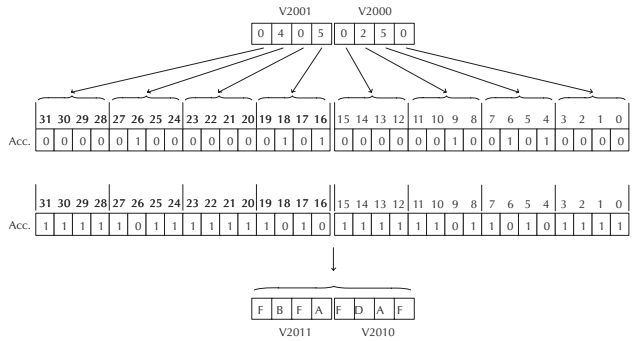 V2001 V2000
0 4 0 5 0 2 5 0
31 30 29 28 27 26 25 24 23 22 21 20 19 18 17 16 15 14 13 12 11 10 9 8 7 6 5 4 3 2 1 0
Acc. 0 0 0 0 0 1 0 0 0 0 0 0 0 1 0 1 0 0 0 0 0 0 1 0 0 1 0 1 0 0 0 0
31 30 29 28 27 26 25 24 23 22 21 20 19 18 17 16 15 14 13 12 11 10 9 8 7 6 5 4 3 2 1 0
Acc. 1 1 1 1 1 0 1 1 1 1 1 1 1 0 1 0 1 1 1 1 1 1 0 1 1 0 1 0 1 1 1 1
F B F A F D A F
V2011 V2010